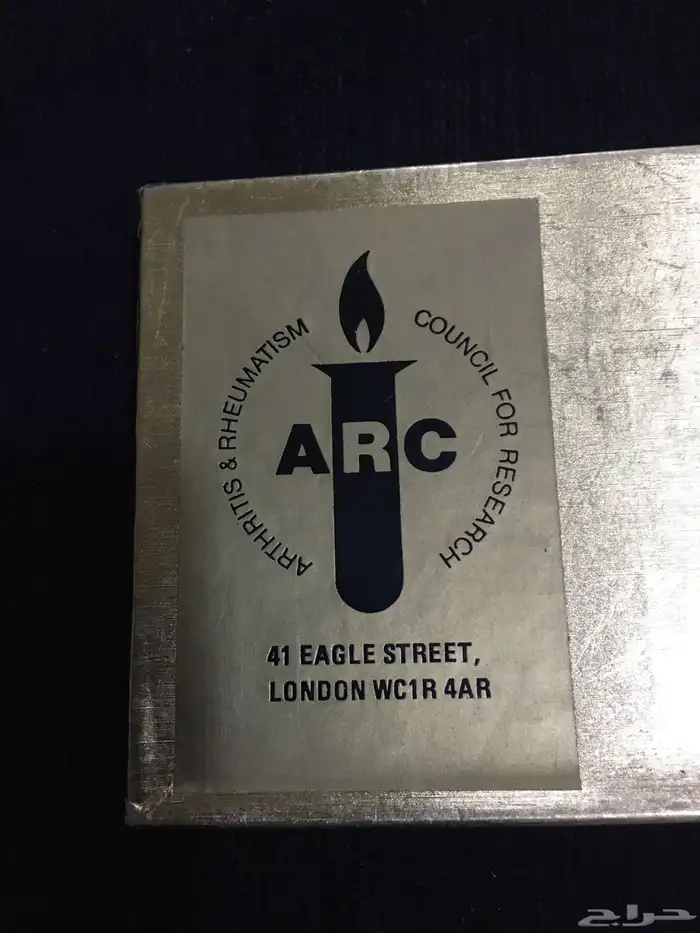 ARTHRITIS & RHEUMATISM
COUNCIL FOR RESEARCH
ARC
41 EAGLE STREET,
LONDON WC1R 4AR
حراج